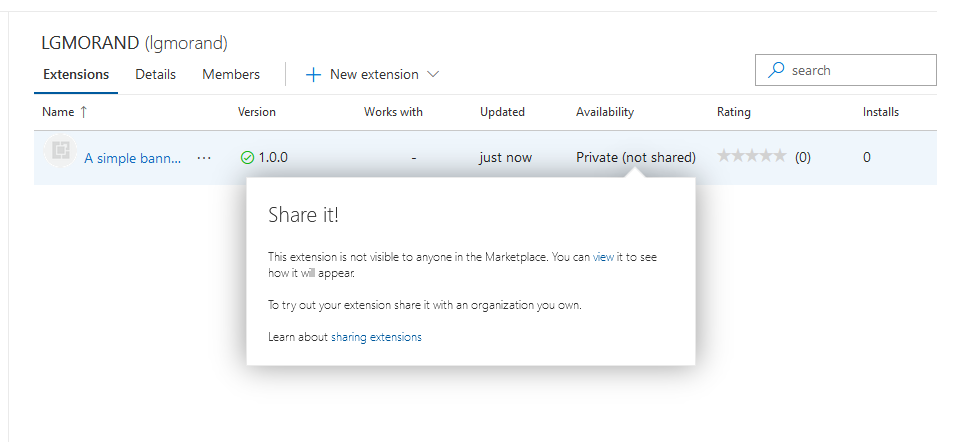 LGMORAND (lgmorand)
Extensions Details Members New extension
search
Name ↑ Version Works with Updated Availability Rating Installs
A simple bann... ... 1.0.0 - just now Private (not shared) (0) 0
Share it!
This extension is not visible to anyone in the Marketplace. You can view it to see
how it will appear.
To try out your extension share it with an organization you own.
Learn about sharing extensions